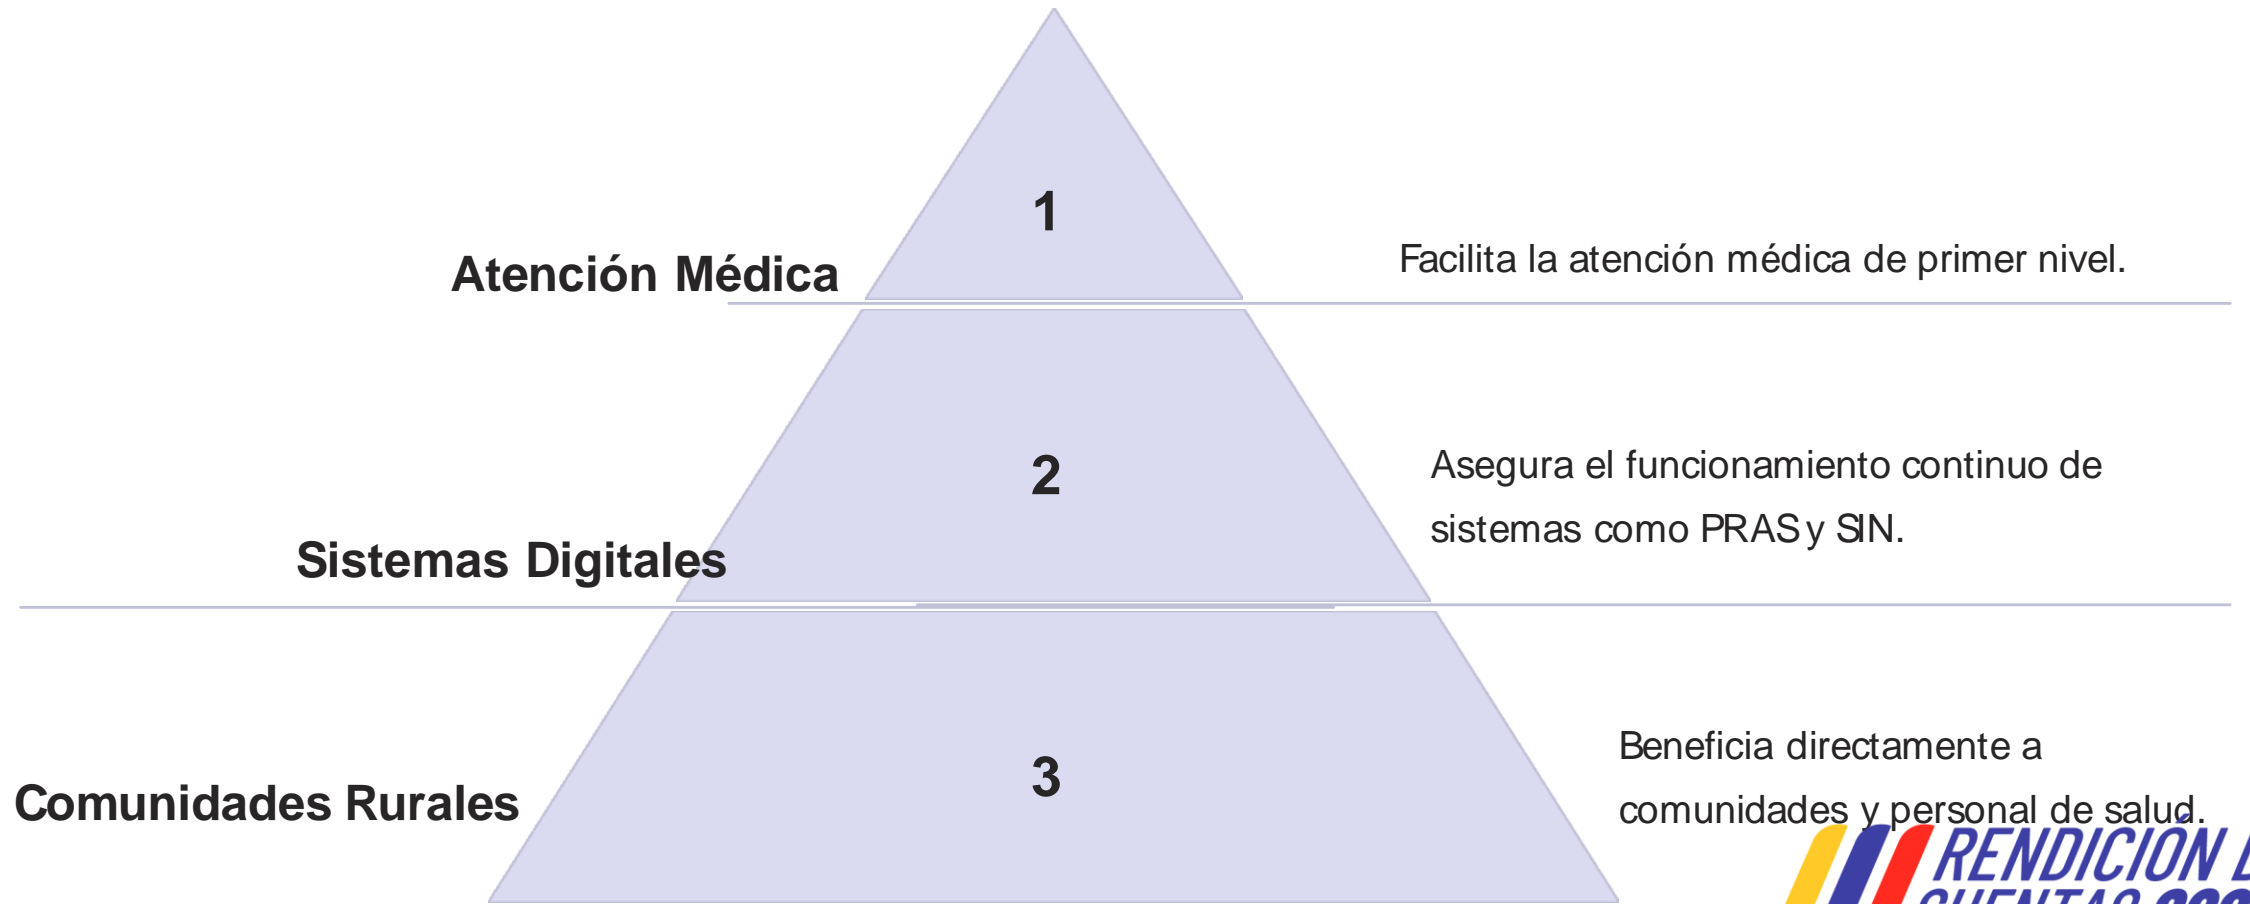 1
Atención Médica
Facilita la atención médica de primer nivel.
2
Sistemas Digitales
Asegura el funcionamiento continuo de
sistemas como PRAS y SIN.
3
Comunidades Rurales
Beneficia directamente a
comunidades y personal de salud.
RENDICIÓN
CUENTAS